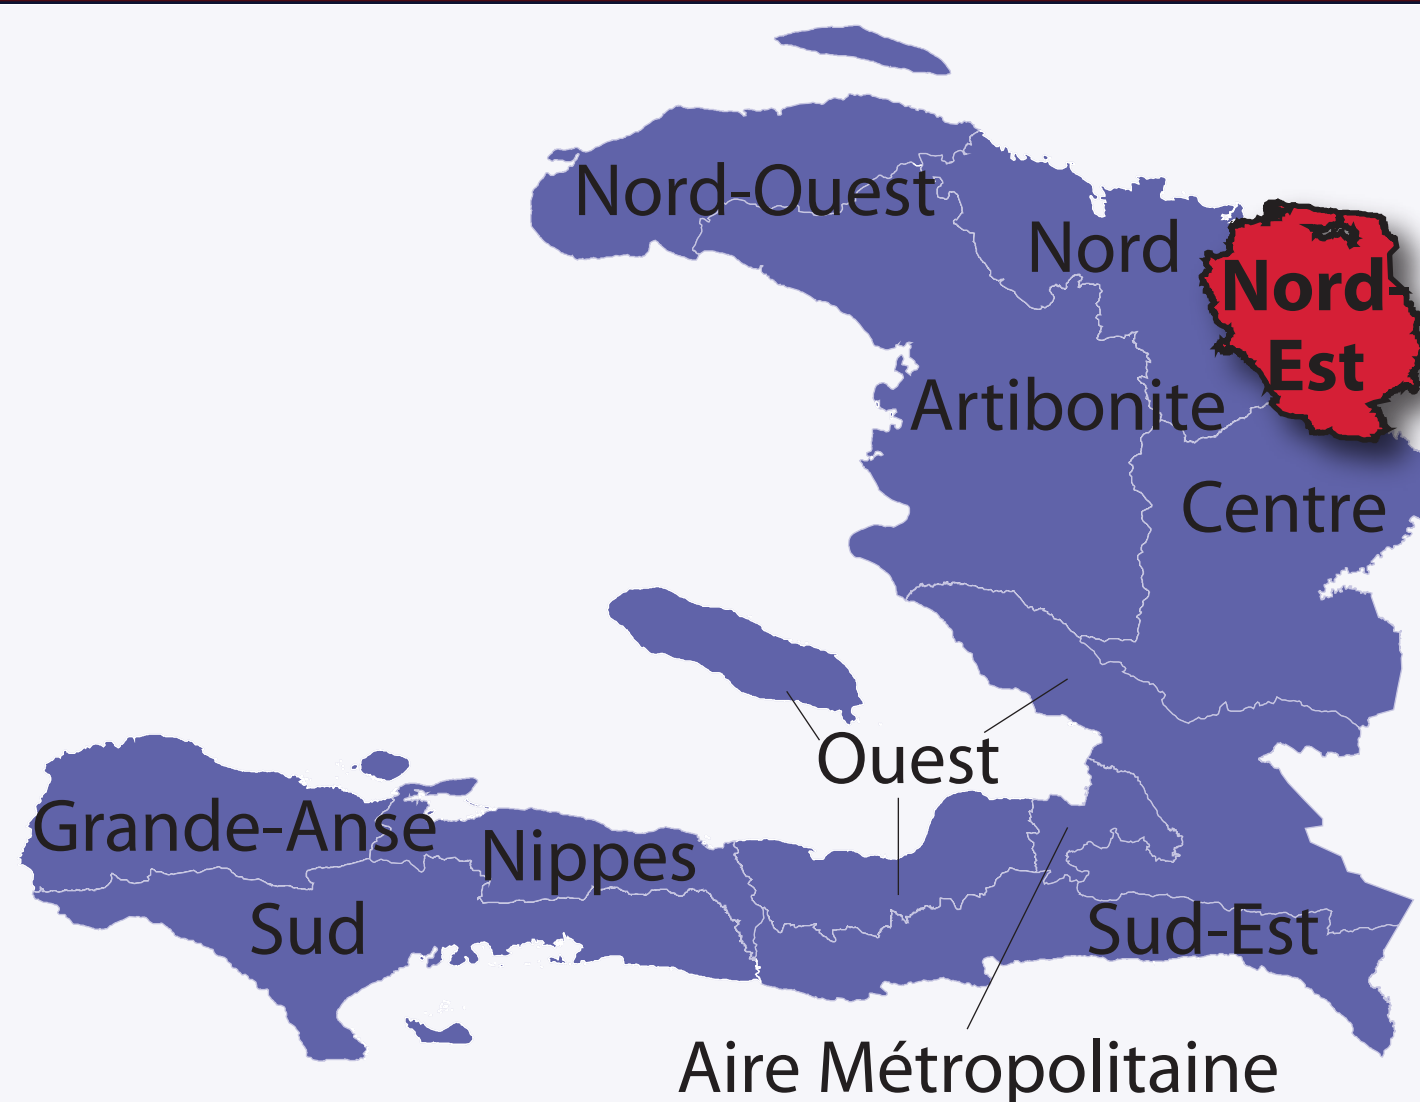 Nord-Ouest
Nord
Nord-
Est
Artibonite
Centre
Ouest
Grande-Anse
Nippes
Sud
Sud-Est
Aire Métropolitaine